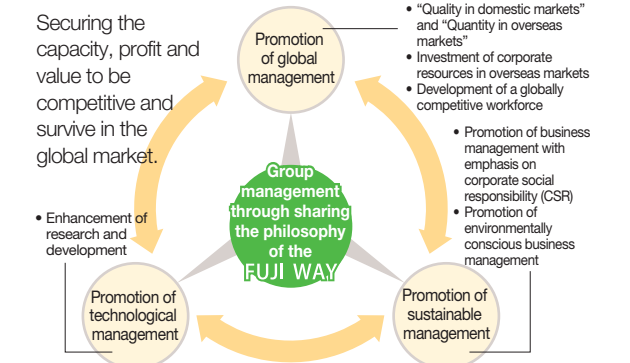 Securing the
capacity, profit and
value to be
competitive and
survive in the
global market.
Promotion
of global
management
• “Quality in domestic markets”
and “Quantity in overseas
markets”
• Investment of corporate
resources in overseas markets
• Development of a globally
competitive workforce
• Promotion of business
management with
emphasis on
corporate social
responsibility (CSR)
• Promotion of
environmentally
conscious business
management
Group
management
through sharing
the philosophy
of the
FUJI WAY
• Enhancement of
research and
development
Promotion of
technological
management
Promotion of
sustainable
management